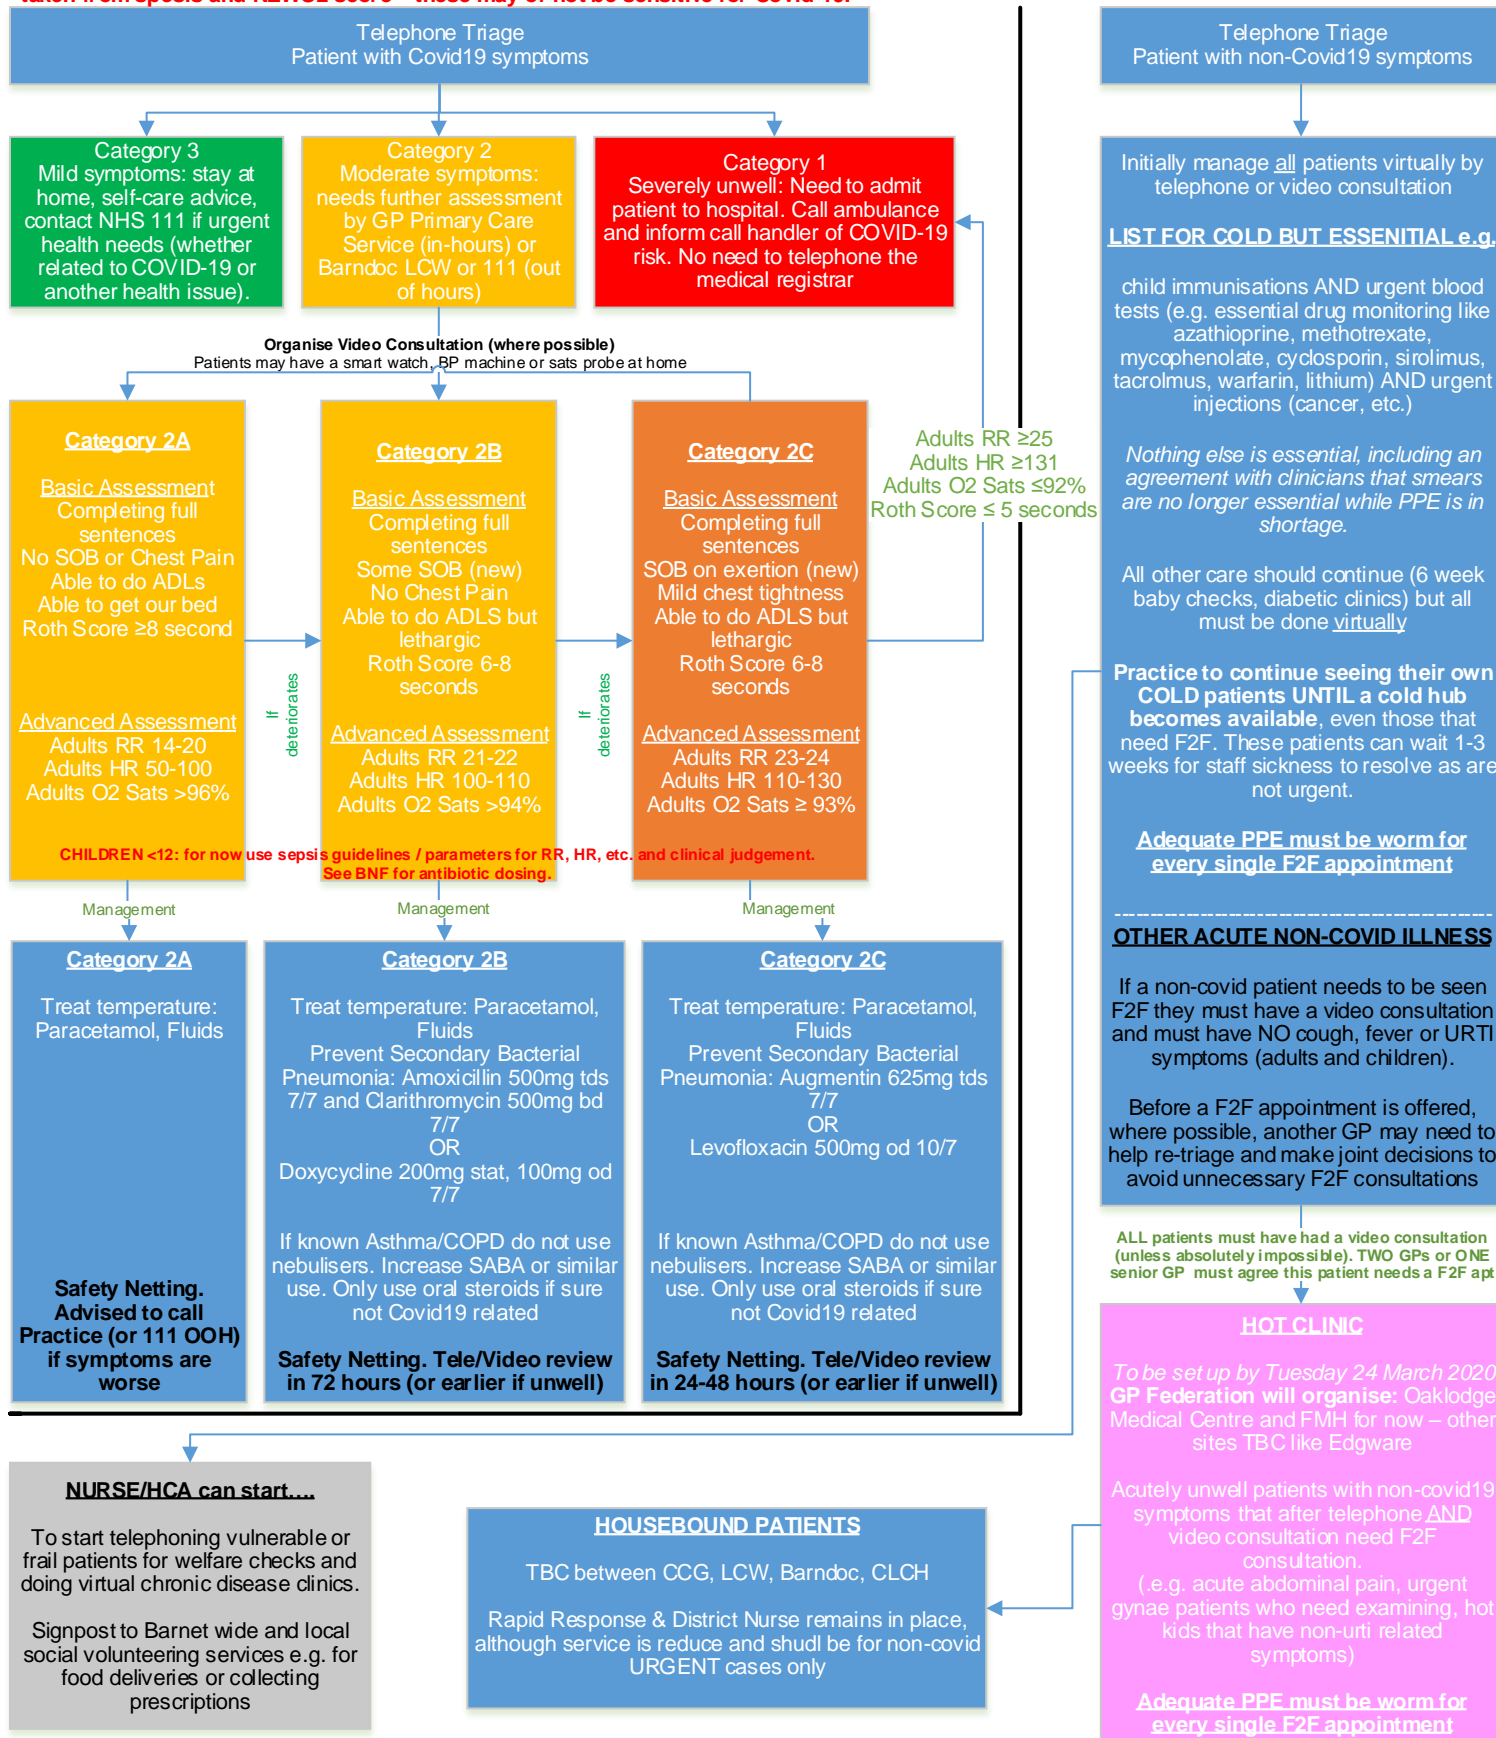 taken from sposis and NEWS2 score - these may or not be sensitive for Covid-19.
Telephone Triage
Patient with Covid19 symptoms
Category 3
Mild symptoms: stay at
home, self-care advice,
contact NHS 111 if urgent
health needs (whether
related to COVID-19 or
another health issue).
Category 2
Moderate symptoms:
needs further assessment
by GP Primary Care
Service (in-hours) or
Barndoc LCW or 111 (out
of hours)
Category 1
Severely unwell: Need to admit
patient to hospital. Call ambulance
and inform call handler of COVID-19
risk. No need to telephone the
medical registrar
Organise Video Consultation (where possible)
Patients may have a smart watch, BP machine or sats probe at home
Category 2A
Basic Assessment
Completing full
sentences
No SOB or Chest Pain
Able to do ADLs
Able to get our bed
Roth Score ≥8 second
Advanced Assessment
Adults RR 14-20
Adults HR 50-100
Adults O2 Sats >96%
If
deteriorates
Category 2B
Basic Assessment
Completing full
sentences
Some SOB (new)
No Chest Pain
Able to do ADLS but
lethargic
Roth Score 6-8
seconds
Advanced Assessment
Adults RR 21-22
Adults HR 100-110
Adults O2 Sats >94%
If
deteriorates
Category 2C
Basic Assessment
Completing full
sentences
SOB on exertion (new)
Mild chest tightness
Able to do ADLS but
lethargic
Roth Score 6-8
seconds
Advanced Assessment
Adults RR 23-24
Adults HR 110-130
Adults O2 Sats ≥ 93%
Adults RR ≥25
Adults HR ≥131
Adults O2 Sats ≤92%
Roth Score ≤ 5 seconds
CHILDREN <12: for now use sepsis guidelines / parameters for RR, HR, etc. and clinical judgement.
See BNF for antibiotic dosing.
Management
Management
Management
Category 2A
Treat temperature:
Paracetamol, Fluids
Safety Netting.
Advised to call
Practice (or 111 OOH)
if symptoms are
worse
Category 2B
Treat temperature: Paracetamol,
Fluids
Prevent Secondary Bacterial
Pneumonia: Amoxicillin 500mg tds
7/7 and Clarithromycin 500mg bd
7/7
OR
Doxycycline 200mg stat, 100mg od
7/7
If known Asthma/COPD do not use
nebulisers. Increase SABA or similar
use. Only use oral steroids if sure
not Covid19 related
Safety Netting. Tele/Video review
in 72 hours (or earlier if unwell)
Category 2C
Treat temperature: Paracetamol,
Fluids
Prevent Secondary Bacterial
Pneumonia: Augmentin 625mg tds
7/7
OR
Levofloxacin 500mg od 10/7
If known Asthma/COPD do not use
nebulisers. Increase SABA or similar
use. Only use oral steroids if sure
not Covid19 related
Safety Netting. Tele/Video review
in 24-48 hours (or earlier if unwell)
Telephone Triage
Patient with non-Covid19 symptoms
Initially manage all patients virtually by
telephone or video consultation
LIST FOR COLD BUT ESSENITIAL e.g.
child immunisations AND urgent blood
tests (e.g. essential drug monitoring like
azathioprine, methotrexate,
mycophenolate, cyclosporin, sirolimus,
tacrolmus, warfarin, lithium) AND urgent
injections (cancer, etc.)
Nothing else is essential, including an
agreement with clinicians that smears
are no longer essential while PPE is in
shortage.
All other care should continue (6 week
baby checks, diabetic clinics) but all
must be done virtually
Practice to continue seeing their own
COLD patients UNTIL a cold hub
becomes available, even those that
need F2F. These patients can wait 1-3
weeks for staff sickness to resolve as are
not urgent.
Adequate PPE must be worm for
every single F2F appointment
------------------------------------------------------
OTHER ACUTE NON-COVID ILLNESS
If a non-covid patient needs to be seen
F2F they must have a video consultation
and must have NO cough, fever or URTI
symptoms (adults and children).
Before a F2F appointment is offered,
where possible, another GP may need to
help re-triage and make joint decisions to
avoid unnecessary F2F consultations
ALL patients must have had a video consultation
(unless absolutely impossible). TWO GPs or ONE
senior GP must agree this patient needs a F2F apt
HOT CLINIC
To be set up by Tuesday 24 March 2020
GP Federation will organise: Oaklodge
Medical Centre and FMH for now – other
sites TBC like Edgware
Acutely unwell patients with non-covid19
symptoms that after telephone AND
video consultation need F2F
consultation.
(.e.g. acute abdominal pain, urgent
gynae patients who need examining, hot
kids that have non-urti related
symptoms)
Adequate PPE must be worm for
every single F2F appointment
NURSE/HCA can start....
To start telephoning vulnerable or
frail patients for welfare checks and
doing virtual chronic disease clinics.
Signpost to Barnet wide and local
social volunteering services e.g. for
food deliveries or collecting
prescriptions
HOUSEBOUND PATIENTS
TBC between CCG, LCW, Barndoc, CLCH
Rapid Response & District Nurse remains in place,
although service is reduce and shudl be for non-covid
URGENT cases only